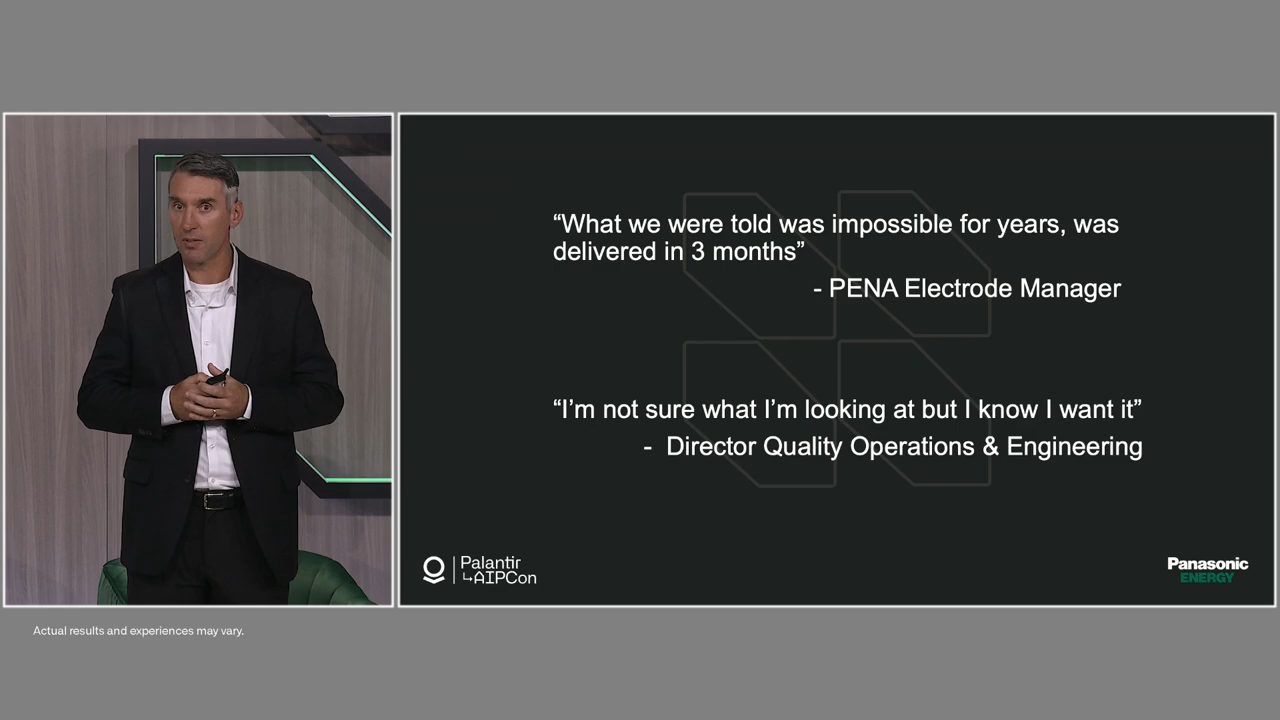 “What we were told was impossible for years, was
delivered in 3 months”
- PENA Electrode Manager
“I’m not sure what I’m looking at but I know I want it”
- Director Quality Operations & Engineering
Palantir
↳AIPCon
Panasonic
ENERGY
Actual results and experiences may vary.